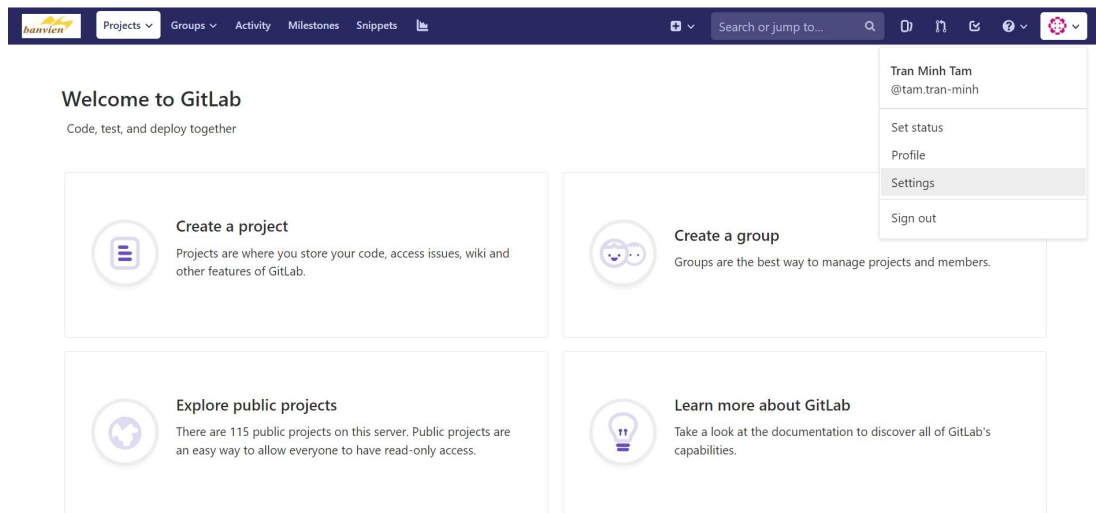 banvien
Projects Groups Activity Milestones Snippets
Search or jump to...
Tran Minh Tam
@tam.tran-minh
Set status
Profile
Settings
Sign out
Welcome to GitLab
Code, test, and deploy together
Create a project
Projects are where you store your code, access issues, wiki and
other features of GitLab.
Create a group
Groups are the best way to manage projects and members.
Explore public projects
There are 115 public projects on this server. Public projects are
an easy way to allow everyone to have read-only access.
Learn more about GitLab
Take a look at the documentation to discover all of GitLab's
capabilities.